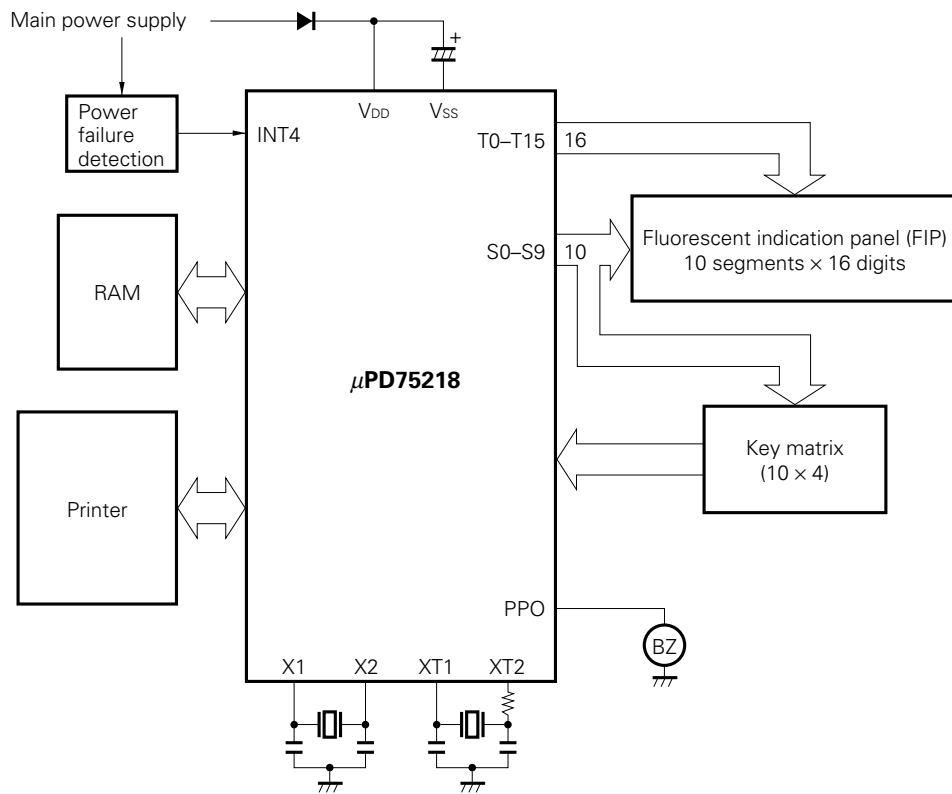 Main power supply
+
Power
failure
detection
INT4
VDD
VSS
T0–T15
16
RAM
S0–S9
10
Fluorescent indication panel (FIP)
10 segments × 16 digits
μPD75218
Key matrix
(10 × 4)
Printer
PPO
BZ
X1
X2
XT1
XT2